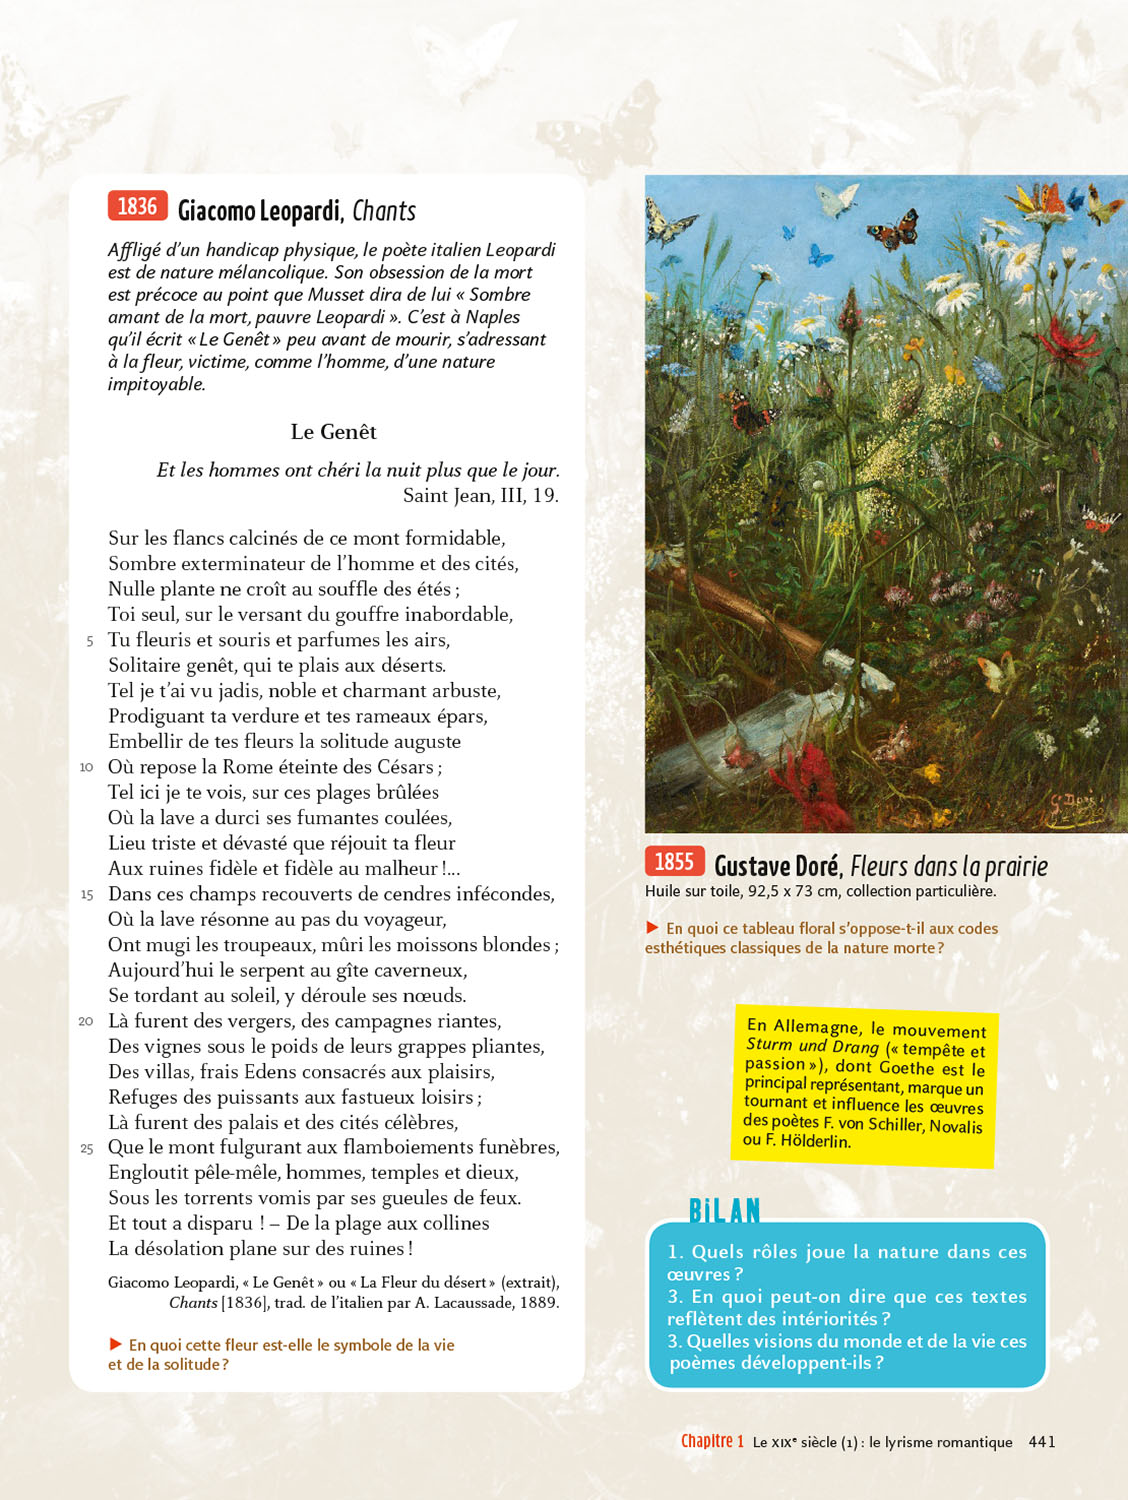 1836 Giacomo Leopardi, Chants
Affligé d'un handicap physique, le poète italien Leopardi
est de nature mélancolique. Son obsession de la mort
est précoce au point que Musset dira de lui « Sombre
amant de la mort, pauvre Leopardi ». C'est à Naples
qu'il écrit « Le Genêt » peu avant de mourir, s'adressant
à la fleur, victime, comme l'homme, d'une nature
impitoyable.
Le Genêt
Et les hommes ont chéri la nuit plus que le jour.
Saint Jean, III, 19.
Sur les flancs calcinés de ce mont formidable,
Sombre exterminateur de l'homme et des cités,
Nulle plante ne croît au souffle des étés ;
Toi seul, sur le versant du gouffre inabordable,
5 Tu fleuris et souris et parfumes les airs,
Solitaire genêt, qui te plais aux déserts.
Tel je t'ai vu jadis, noble et charmant arbuste,
Prodiguant ta verdure et tes rameaux épars,
Embellir de tes fleurs la solitude auguste
10 Où repose la Rome éteinte des Césars ;
Tel ici je te vois, sur ces plages brûlées
Où la lave a durci ses fumantes coulées,
Lieu triste et dévasté que réjouit ta fleur
Aux ruines fidèle et fidèle au malheur !...
15 Dans ces champs recouverts de cendres infécondes,
Où la lave résonne au pas du voyageur,
Ont mugi les troupeaux, mûri les moissons blondes ;
Aujourd'hui le serpent au gîte caverneux,
Se tordant au soleil, y déroule ses nœuds.
20 Là furent des vergers, des campagnes riantes,
Des vignes sous le poids de leurs grappes pliantes,
Des villas, frais Edens consacrés aux plaisirs,
Refuges des puissants aux fastueux loisirs ;
Là furent des palais et des cités célèbres,
25 Que le mont fulgurant aux flamboiements funèbres,
Engloutit pêle-mêle, hommes, temples et dieux,
Sous les torrents vomis par ses gueules de feux.
Et tout a disparu ! – De la plage aux collines
La désolation plane sur des ruines !
Giacomo Leopardi, « Le Genêt » ou « La Fleur du désert » (extrait),
Chants [1836], trad. de l'italien par A. Lacaussade, 1889.
► En quoi cette fleur est-elle le symbole de la vie
et de la solitude ?
G. Doré
1855 Gustave Doré, Fleurs dans la prairie
Huile sur toile, 92,5 x 73 cm, collection particulière.
► En quoi ce tableau floral s'oppose-t-il aux codes
esthétiques classiques de la nature morte ?
En Allemagne, le mouvement
Sturm und Drang (« tempête et
passion »), dont Goethe est le
principal représentant, marque un
tournant et influence les œuvres
des poètes F. von Schiller, Novalis
ou F. Hölderlin.
BiLAN
1. Quels rôles joue la nature dans ces
œuvres ?
3. En quoi peut-on dire que ces textes
reflètent des intériorités ?
3. Quelles visions du monde et de la vie ces
poèmes développent-ils ?
Chapitre 1 Le XIXe siècle (1) : le lyrisme romantique 441